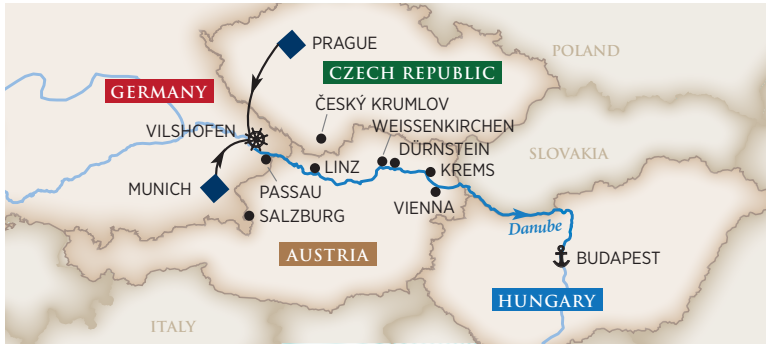 PRAGUE
POLAND
CZECH REPUBLIC
GERMANY
ČESKÝ KRUMLOV
VILSHOFEN
WEISSENKIRCHEN
DÜRNSTEIN
SLOVAKIA
LINZ
KREMS
MUNICH
PASSAU
VIENNA
SALZBURG
Danube
AUSTRIA
BUDAPEST
HUNGARY
ITALY